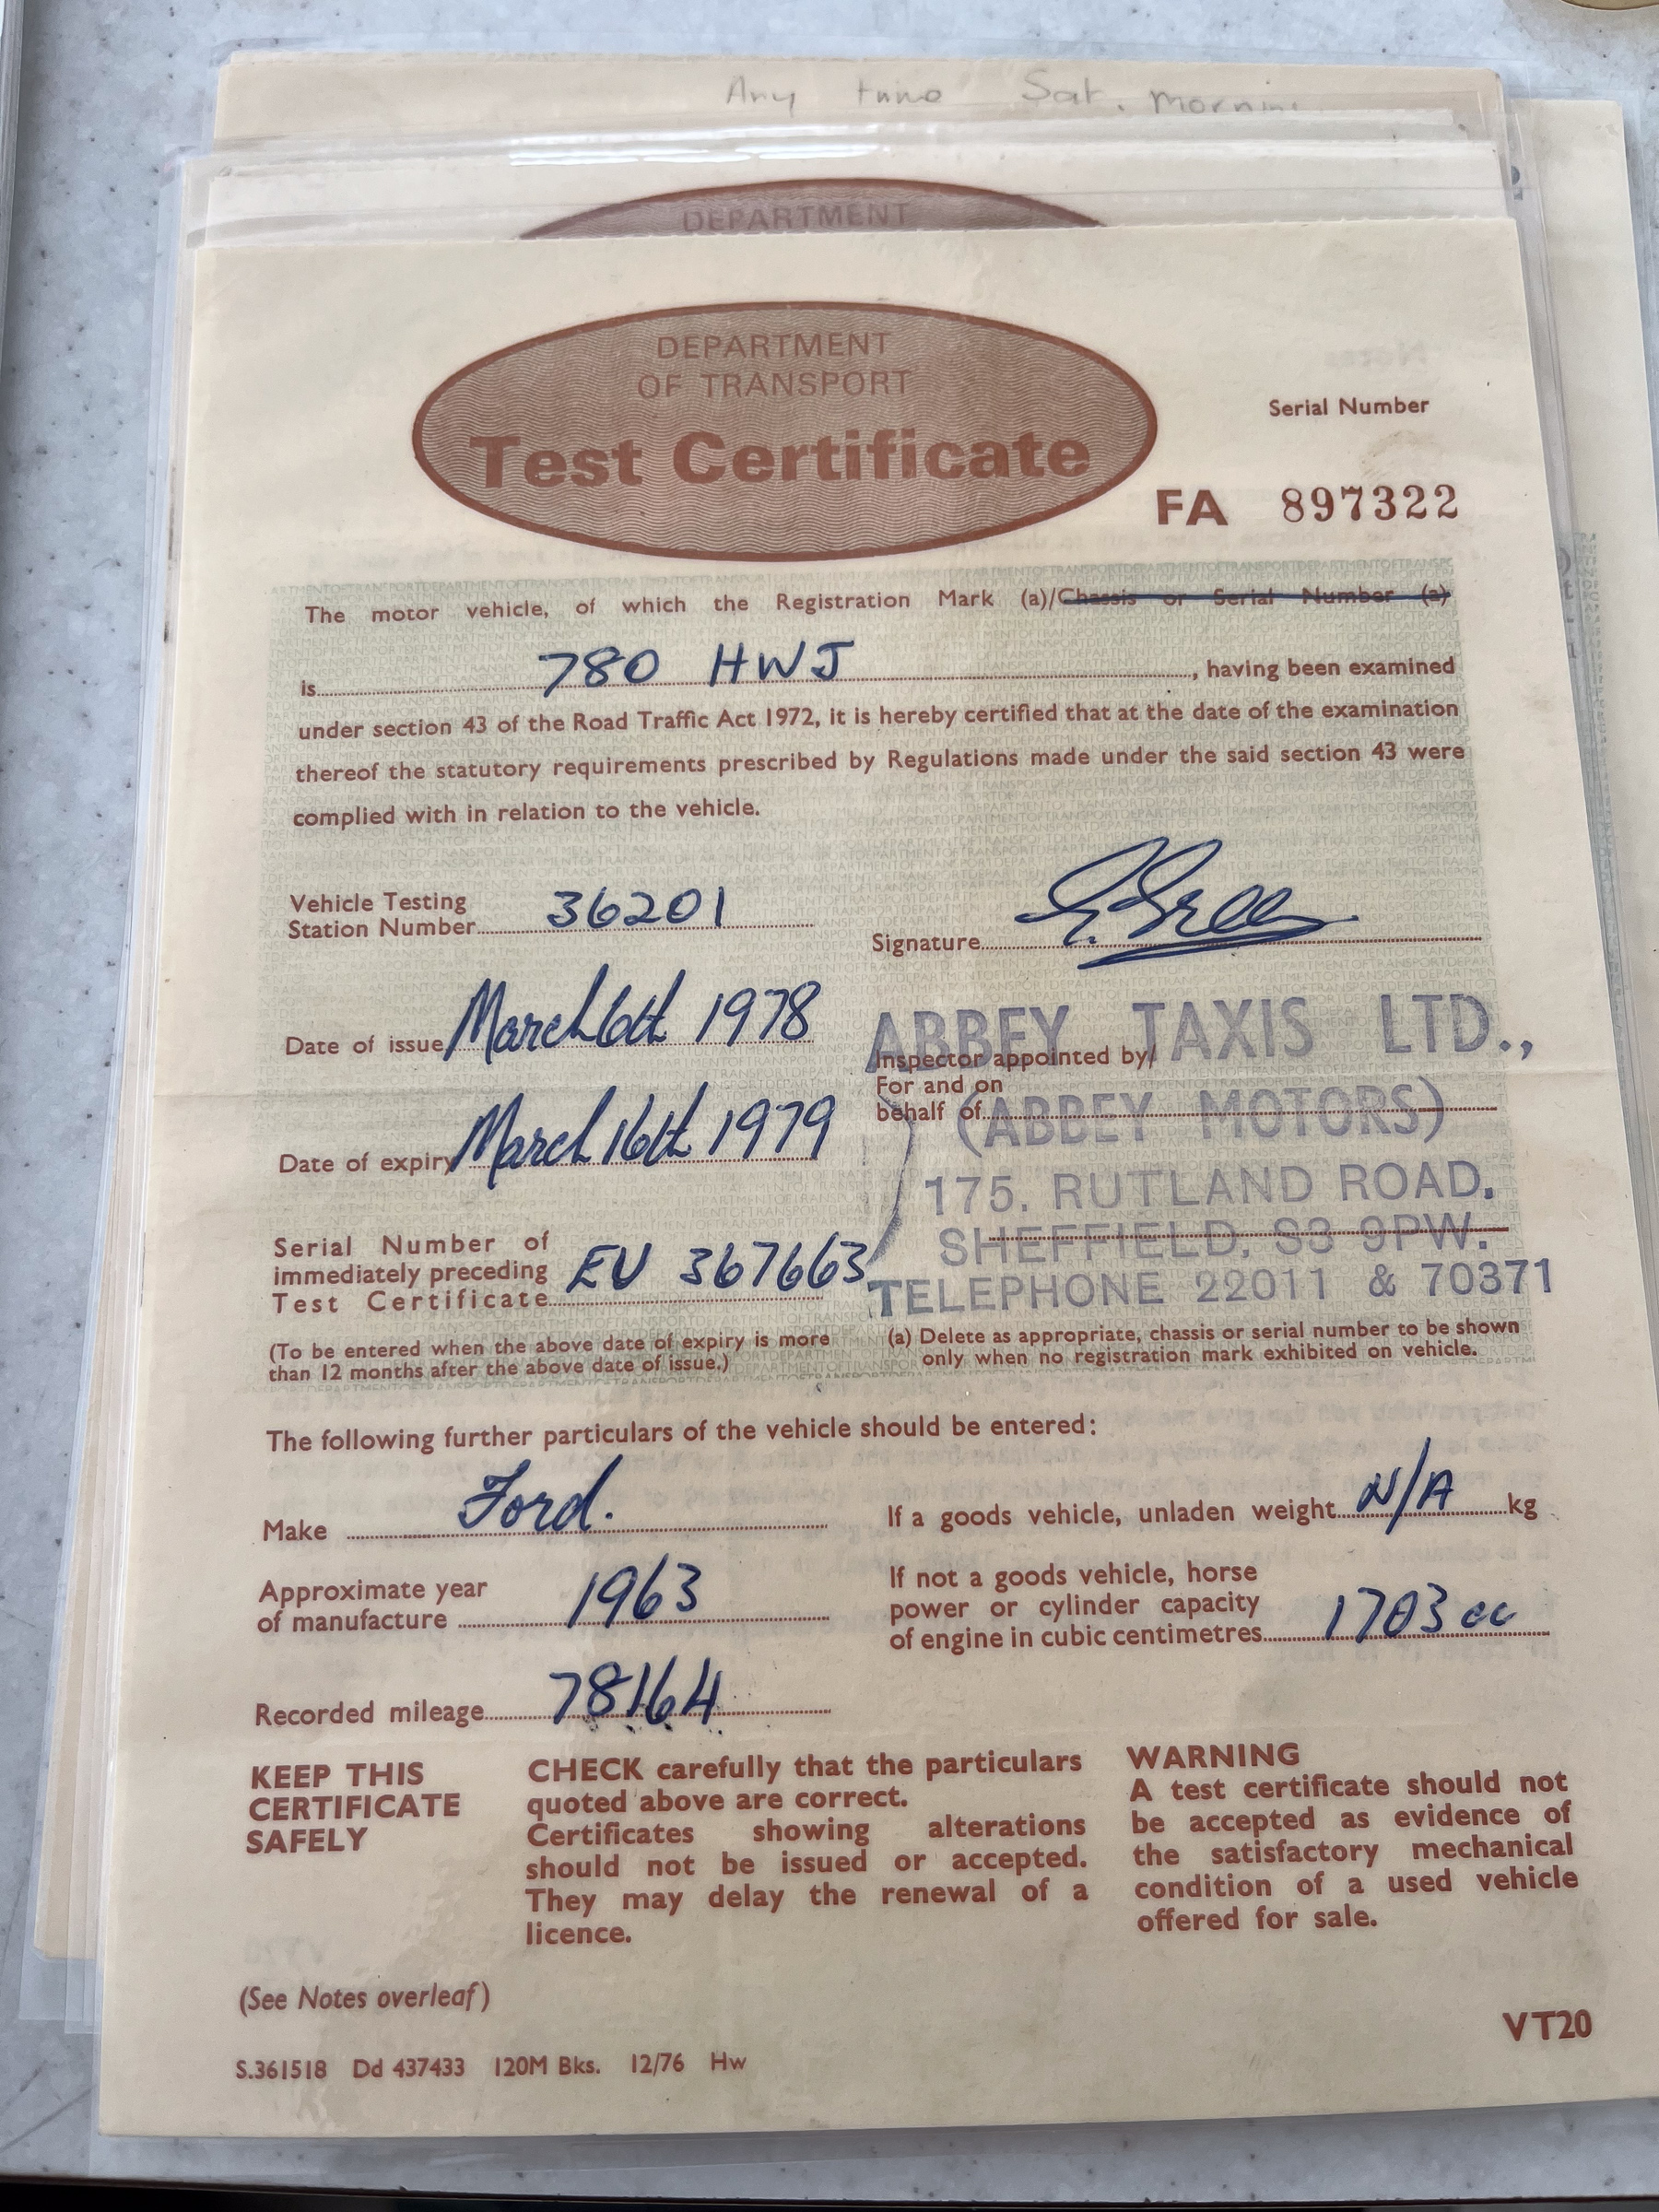 Any time Sat. morning
DEPARTMENT
DEPARTMENT
OF TRANSPORT
Test Certificate
Serial Number
FA 897322
The motor vehicle, of which the Registration Mark (a)/Chassis or Serial Number (a)
is 780 HWJ, having been examined
under section 43 of the Road Traffic Act 1972, it is hereby certified that at the date of the examination
thereof the statutory requirements prescribed by Regulations made under the said section 43 were
complied with in relation to the vehicle.
Vehicle Testing
Station Number 36201
Signature
Date of issue March 6th 1978
Date of expiry March 16th 1979
Serial Number of
immediately preceding
Test Certificate EU 367663
(To be entered when the above date of expiry is more
than 12 months after the above date of issue.)
ABBEY TAXIS LTD.,
Inspector appointed by/
For and on
behalf of
(ABBEY MOTORS)
175. RUTLAND ROAD.
SHEFFIELD. S3 9PW.
TELEPHONE 22011 & 70371
(a) Delete as appropriate, chassis or serial number to be shown
only when no registration mark exhibited on vehicle.
The following further particulars of the vehicle should be entered:
Make Ford.
Approximate year
of manufacture 1963
Recorded mileage 78164
If a goods vehicle, unladen weight N/A kg
If not a goods vehicle, horse
power or cylinder capacity
of engine in cubic centimetres 1703 cc
KEEP THIS
CERTIFICATE
SAFELY
CHECK carefully that the particulars
quoted above are correct.
Certificates showing alterations
should not be issued or accepted.
They may delay the renewal of a
licence.
WARNING
A test certificate should not
be accepted as evidence of
the satisfactory mechanical
condition of a used vehicle
offered for sale.
(See Notes overleaf)
VT20
S.361518 Dd 437433 120M Bks. 12/76 Hw